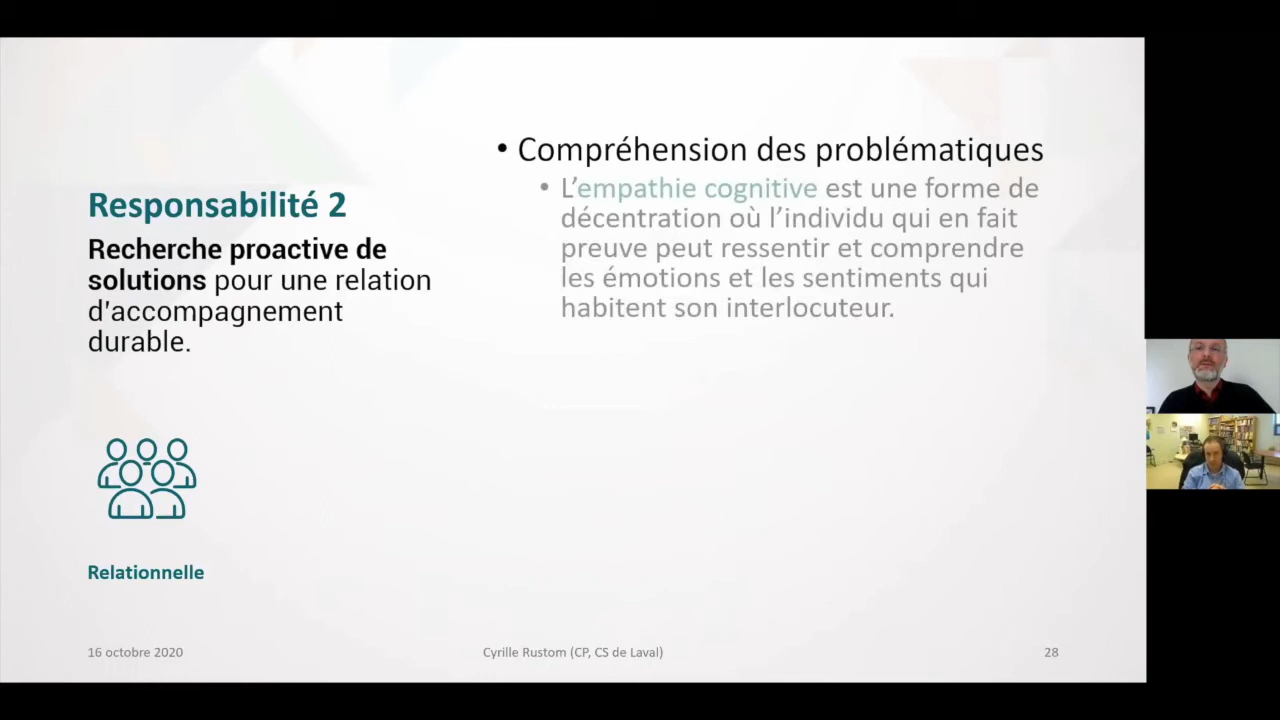 Responsabilité 2
Recherche proactive de
solutions pour une relation
d'accompagnement
durable.
Relationnelle
• Compréhension des problématiques
• L’empathie cognitive est une forme de
décentration où l’individu qui en fait
preuve peut ressentir et comprendre
les émotions et les sentiments qui
habitent son interlocuteur.
16 octobre 2020
Cyrille Rustom (CP, CS de Laval)
28